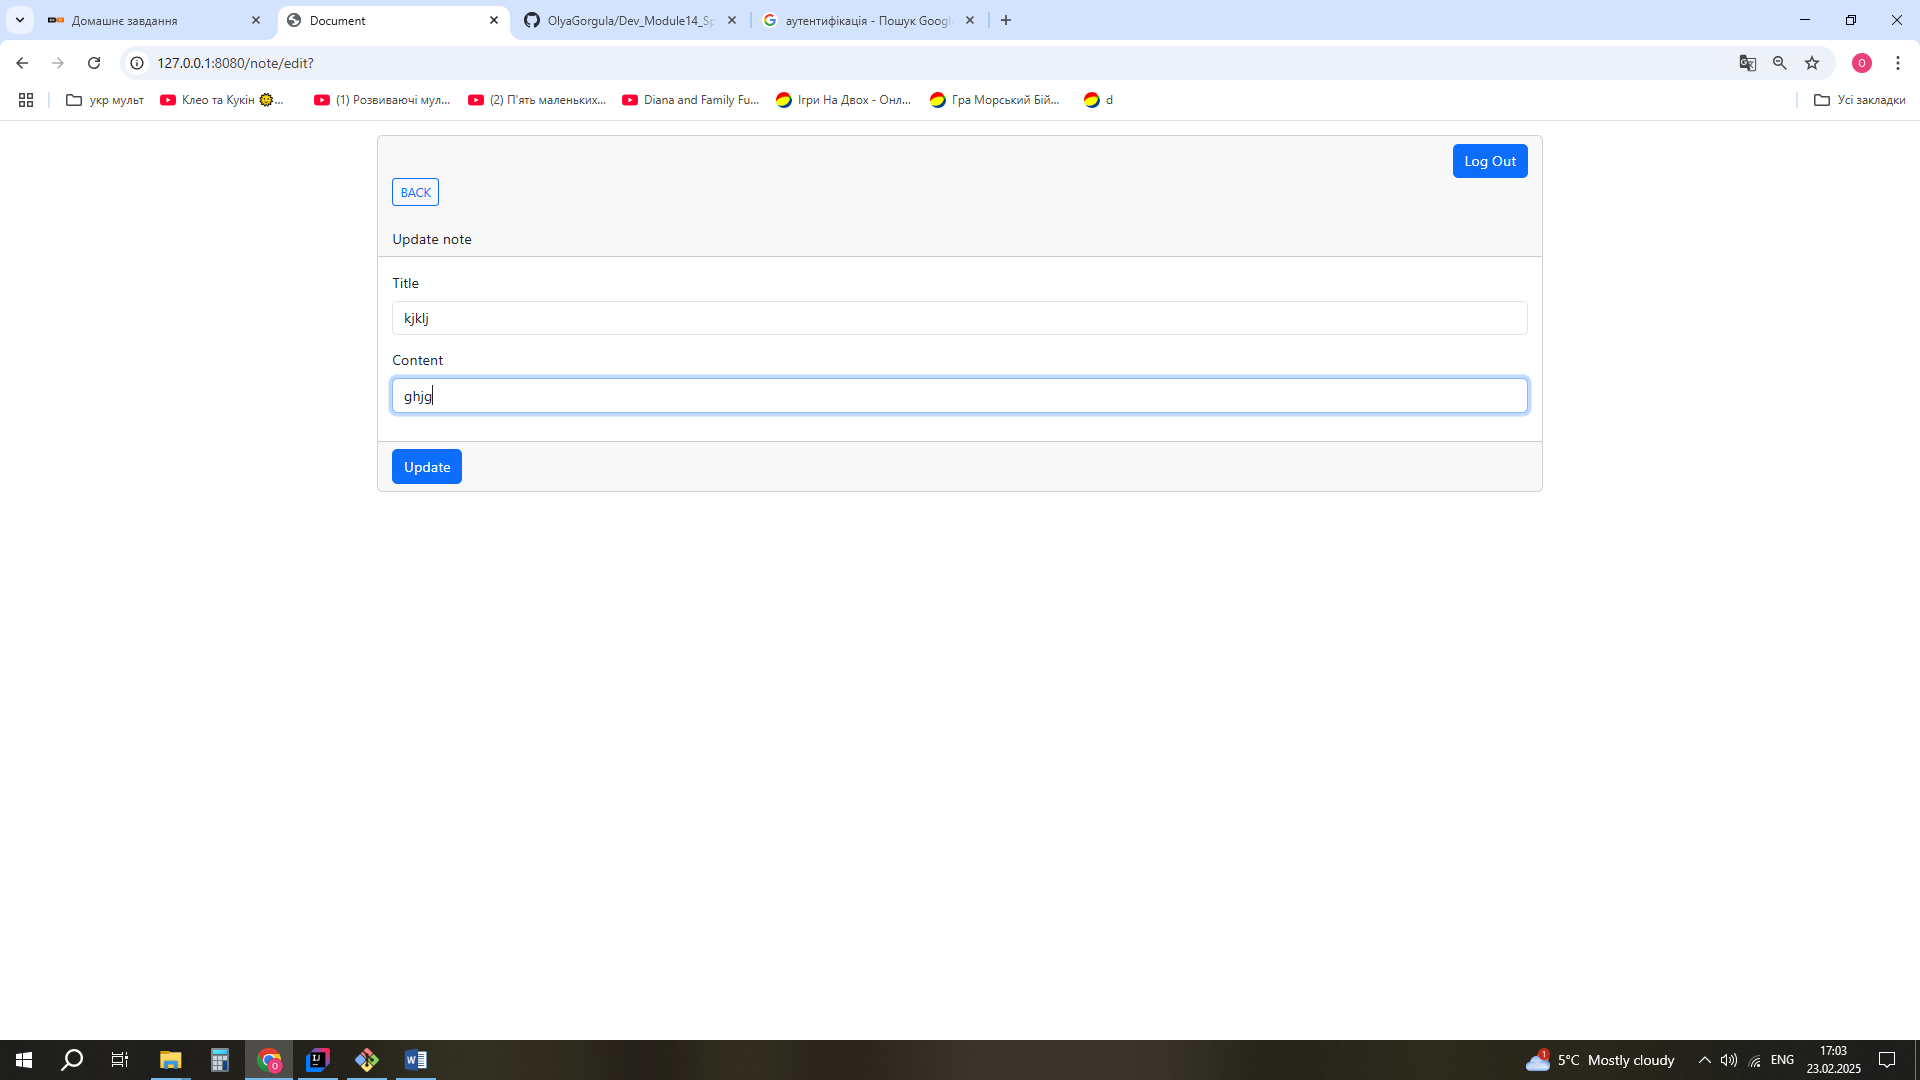 Домашнє завдання
Document
OlyaGorgula/Dev_Module14_Sp
аутентифікація - Пошук Googl
127.0.0.1:8080/note/edit?
O
укр мульт
Клео та Кукін 🌞...
(1) Розвиваючі мул...
(2) П'ять маленьких...
Diana and Family Fu...
Ігри На Двох - Онл...
Гра Морський Бій...
d
Усі закладки
Log Out
BACK
Update note
Title
kjklj
Content
ghjg
Update
1
5°C Mostly cloudy
ENG
17:03
23.02.2025